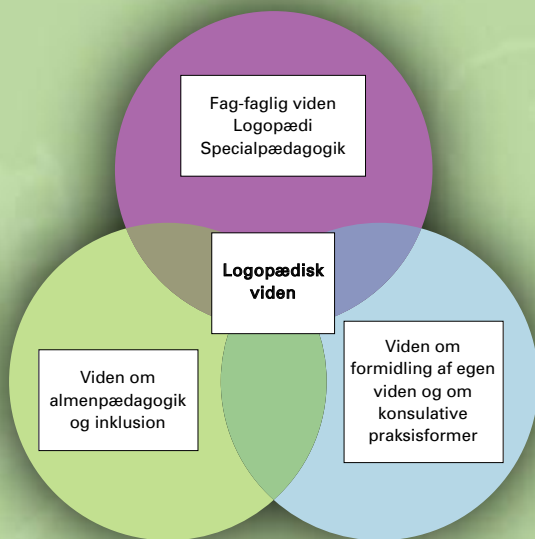 Fag-faglig viden
Logopædi
Specialpædagogik
Logopædisk
viden
Viden om
almenpædagogik
og inklusion
Viden om
formidling af egen
viden og om
konsulative
praksisformer